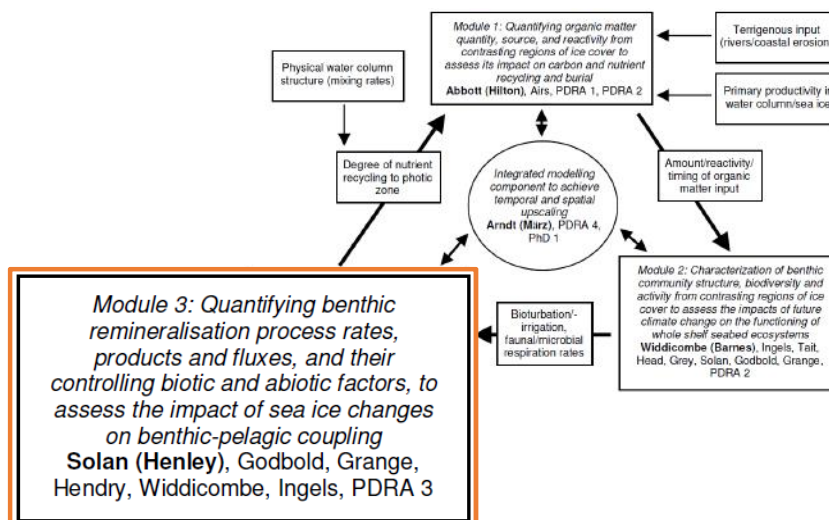 Module 1: Quantifying organic matter
quantity, source, and reactivity from
contrasting regions of ice cover to
assess its impact on carbon and nutrient
recycling and burial
Abbott (Hilton), Airs, PDRA 1, PDRA 2
Terrigenous input
(rivers/coastal erosion
Physical water column
structure (mixing rates)
Primary productivity in
water column/sea ice
Degree of nutrient
recycling to photic
zone
Integrated modelling
component to achieve
temporal and spatial
upscaling
Arndt (März), PDRA 4,
PhD 1
Amount/reactivity/
timing of organic
matter input
Module 2: Characterization of benthic
community structure, biodiversity and
activity from contrasting regions of ice
cover to assess the impacts of future
climate change on the functioning of
whole shelf seabed ecosystems
Widdicombe (Barnes), Ingels, Tait,
Head, Grey, Solan, Godbold, Grange,
PDRA 2
Bioturbation/-
irrigation,
faunal/microbial
respiration rates
Module 3: Quantifying benthic
remineralisation process rates,
products and fluxes, and their
controlling biotic and abiotic factors, to
assess the impact of sea ice changes
on benthic-pelagic coupling
Solan (Henley), Godbold, Grange,
Hendry, Widdicombe, Ingels, PDRA 3